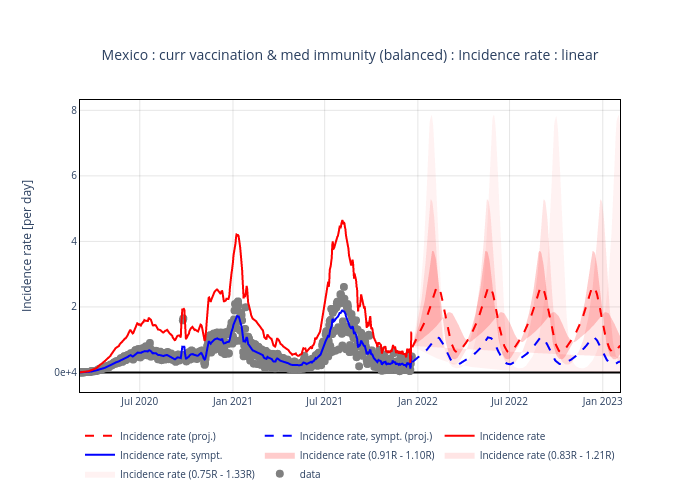 Mexico : curr vaccination & med immunity (balanced) : Incidence rate : linear
Incidence rate [per day]
8
6
4
2
0e+4
Jul 2020
Jan 2021
Jul 2021
Jan 2022
Jul 2022
Jan 2023
Incidence rate (proj.)
Incidence rate, sympt. (proj.)
Incidence rate
Incidence rate, sympt.
Incidence rate (0.91R - 1.10R)
Incidence rate (0.83R - 1.21R)
Incidence rate (0.75R - 1.33R)
data